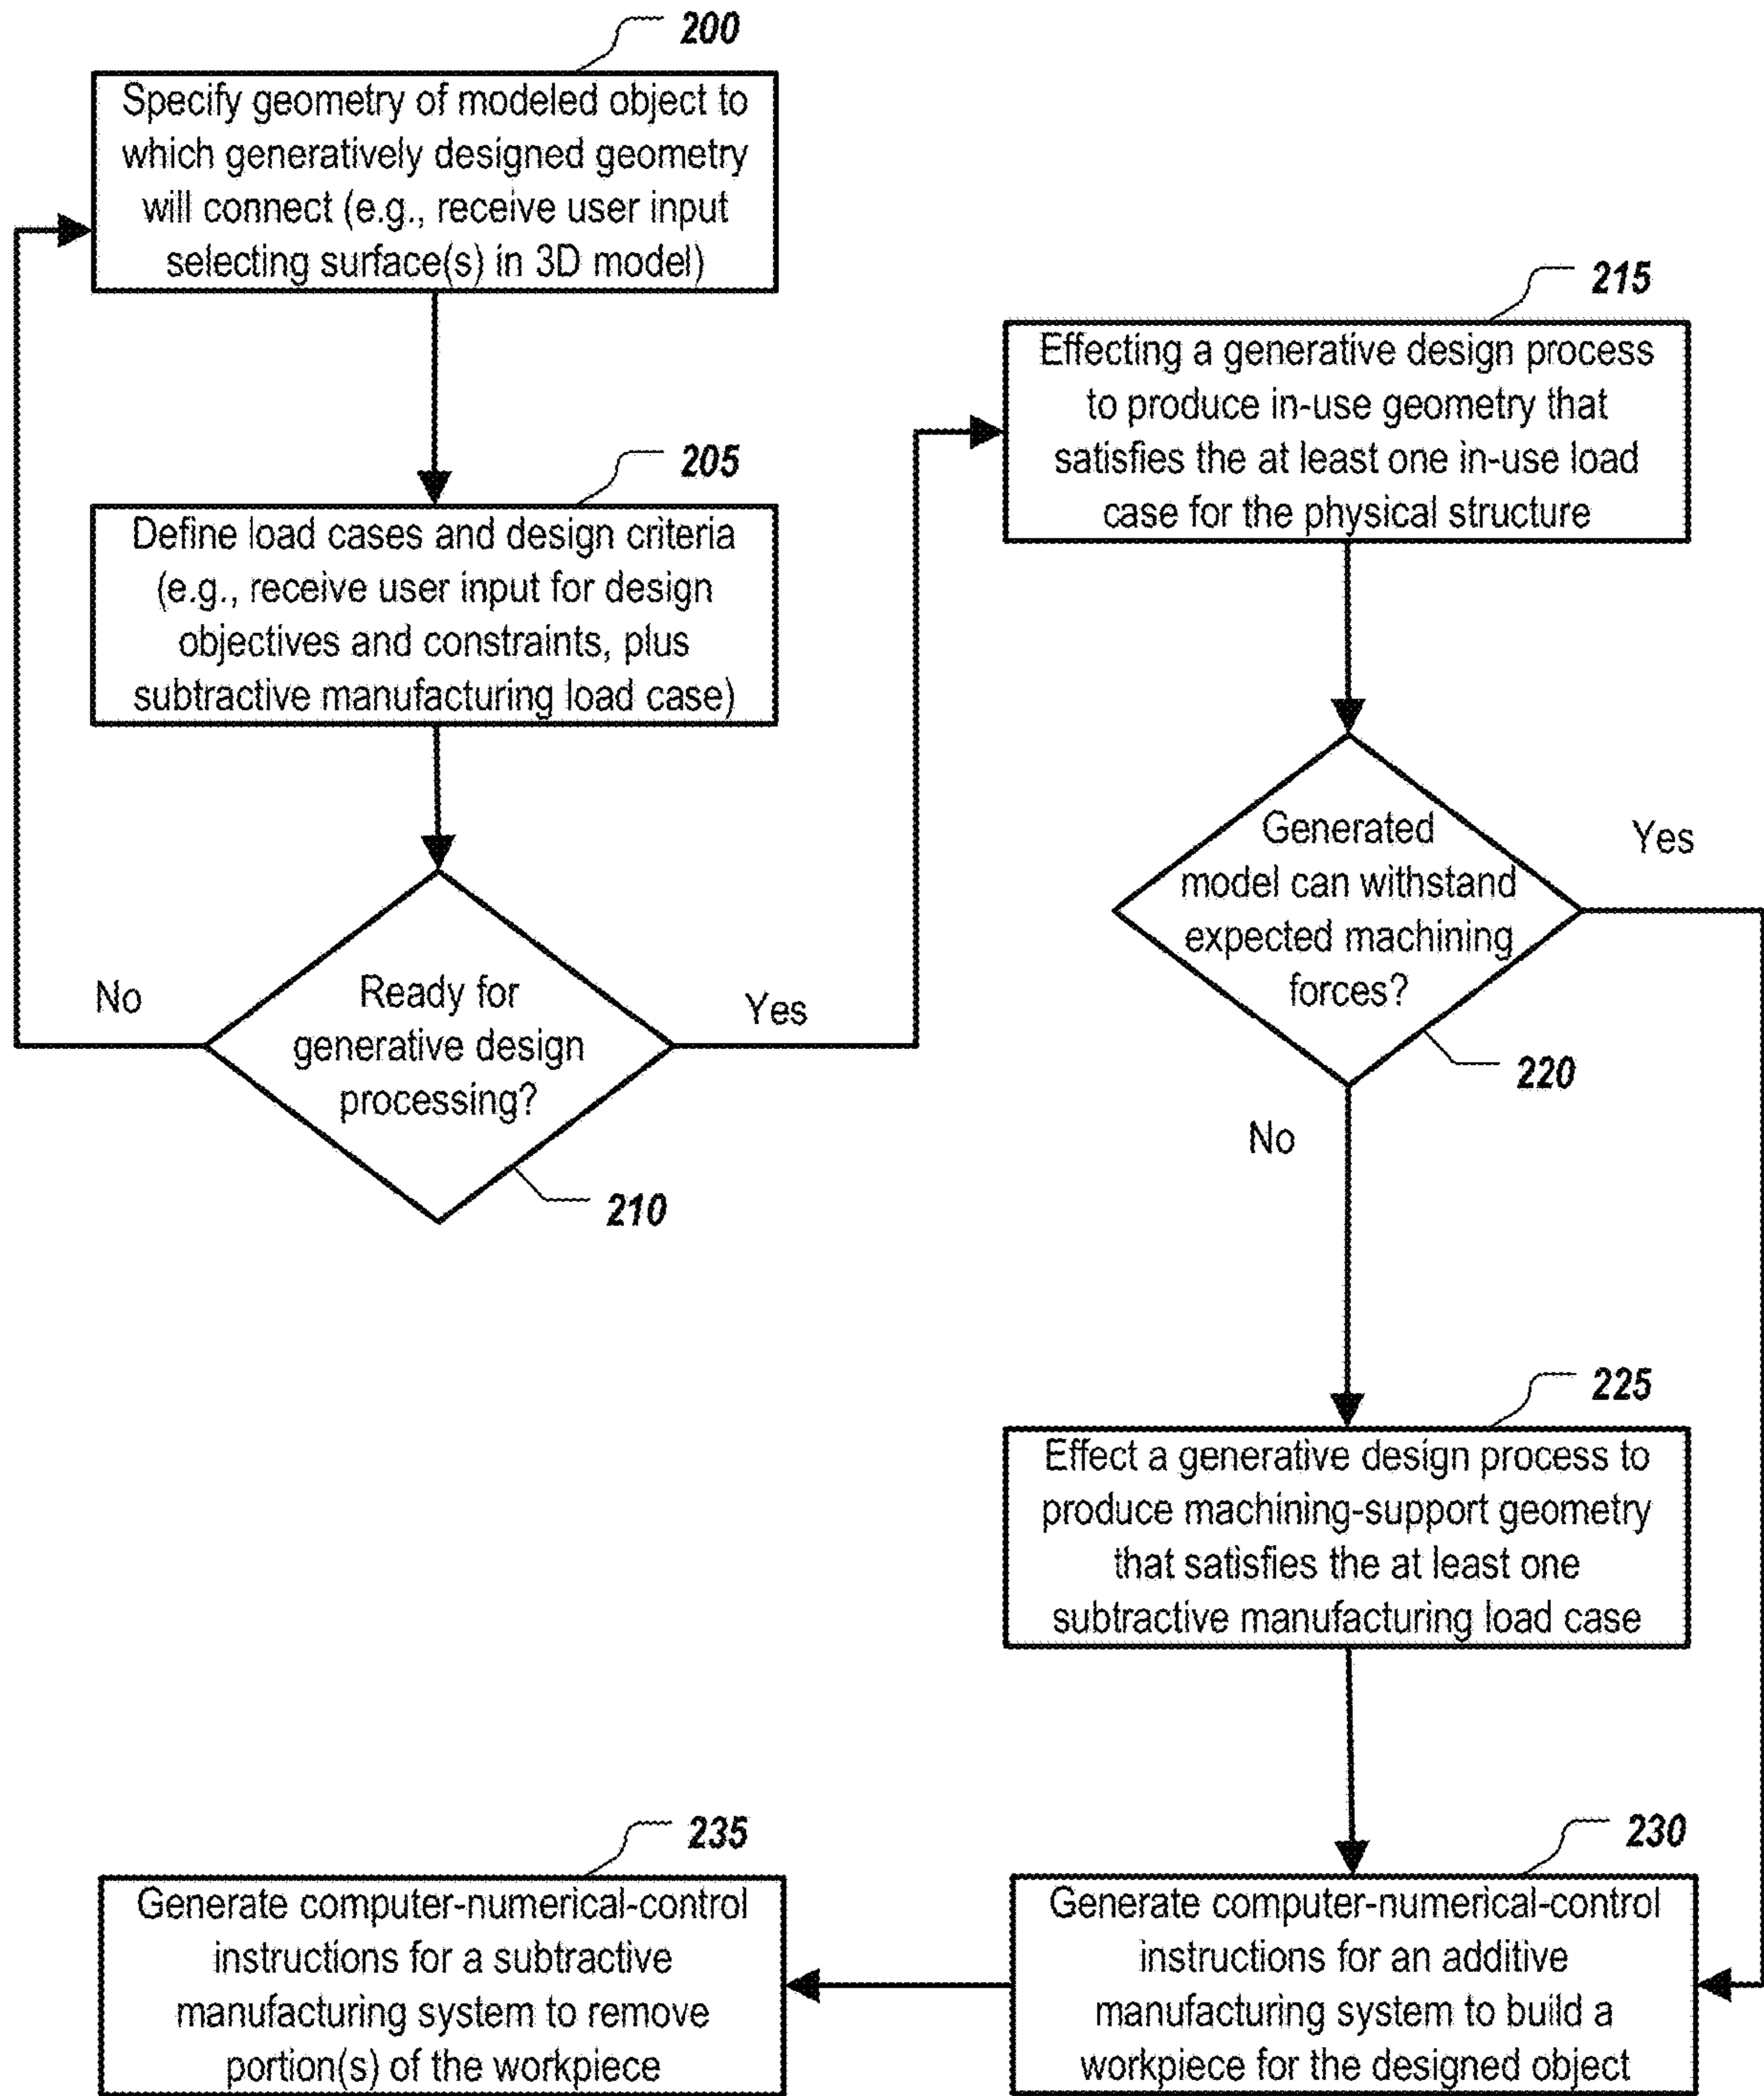 200
Specify geometry of modeled object to
which generatively designed geometry
will connect (e.g., receive user input
selecting surface(s) in 3D model)
205
Define load cases and design criteria
(e.g., receive user input for design
objectives and constraints, plus
subtractive manufacturing load case)
No
Ready for
generative design
processing?
Yes
210
215
Effecting a generative design process
to produce in-use geometry that
satisfies the at least one in-use load
case for the physical structure
Generated
model can withstand
expected machining
forces?
Yes
220
No
225
Effect a generative design process to
produce machining-support geometry
that satisfies the at least one
subtractive manufacturing load case
230
Generate computer-numerical-control
instructions for an additive
manufacturing system to build a
workpiece for the designed object
235
Generate computer-numerical-control
instructions for a subtractive
manufacturing system to remove
portion(s) of the workpiece